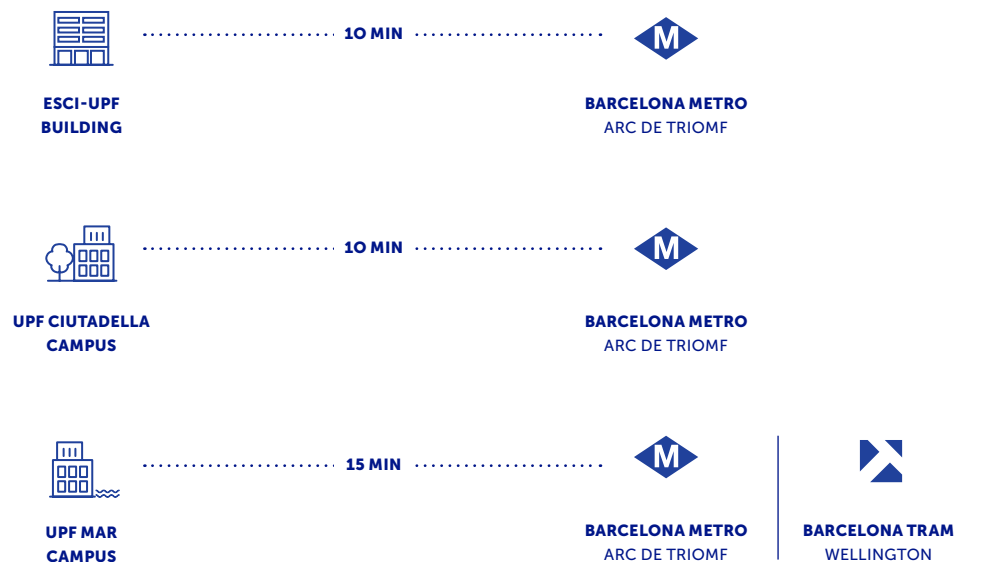 10 MIN
M
ESCI-UPF
BUILDING
BARCELONA METRO
ARC DE TRIOMF
10 MIN
M
UPF CIUTADELLA
CAMPUS
BARCELONA METRO
ARC DE TRIOMF
15 MIN
M
UPF MAR
CAMPUS
BARCELONA METRO
ARC DE TRIOMF
BARCELONA TRAM
WELLINGTON